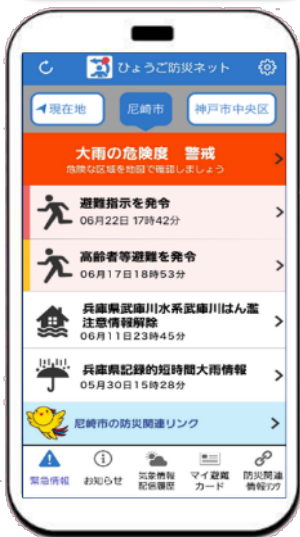 ひょうご防災ネット
現在地
尼崎市
神戸市中央区
大雨の危険度　警戒
危険な区域を地図で確認しましょう
避難指示を発令
06月22日 17時42分
高齢者等避難を発令
06月17日18時53分
兵庫県武庫川水系武庫川はん濫
注意情報解除
06月11日23時45分
兵庫県記録的短時間大雨情報
05月30日15時28分
尼崎市の防災関連リンク
緊急情報
お知らせ
気象情報
配信履歴
マイ避難
カード
防災関連
情報リンク